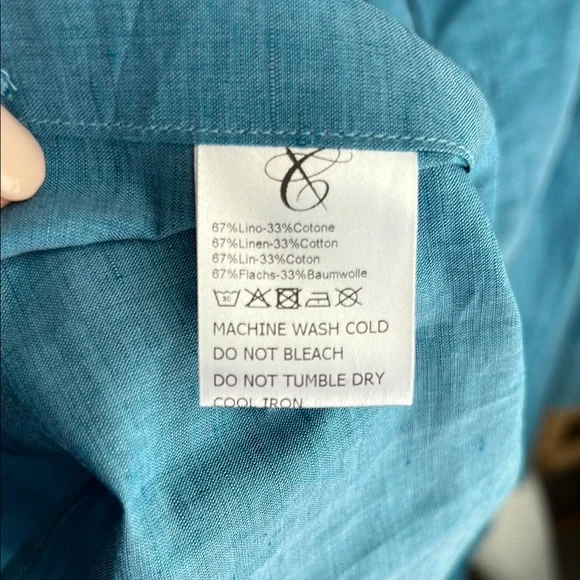 67%Lino-33%Cotone
67%Linen-33%Cotton
67%Lin-33%Coton
67%Flachs-33%Baumwolle
MACHINE WASH COLD
DO NOT BLEACH
DO NOT TUMBLE DRY
COOL IRON